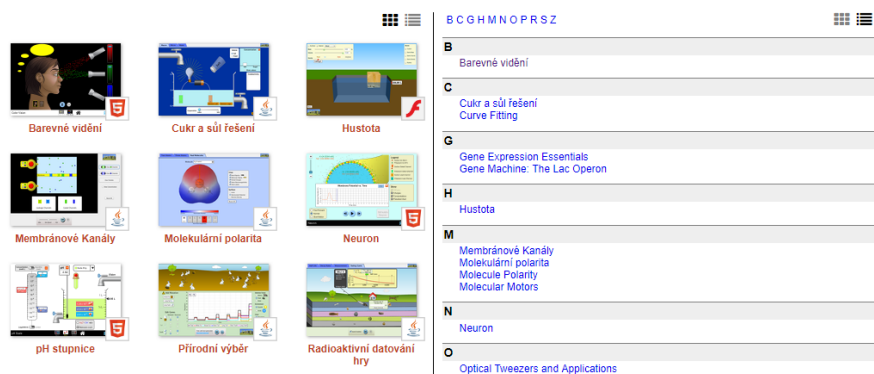 Barevné vidění
Cukr a sůl řešení
Hustota
Membránové Kanály
Molekulární polarita
Neuron
pH stupnice
Přírodní výběr
Radioaktivní datování
hry
B C G H M N O P R S Z
B
Barevné vidění
C
Cukr a sůl řešení
Curve Fitting
G
Gene Expression Essentials
Gene Machine: The Lac Operon
H
Hustota
M
Membránové Kanály
Molekulární polarita
Molecule Polarity
Molecular Motors
N
Neuron
O
Optical Tweezers and Applications